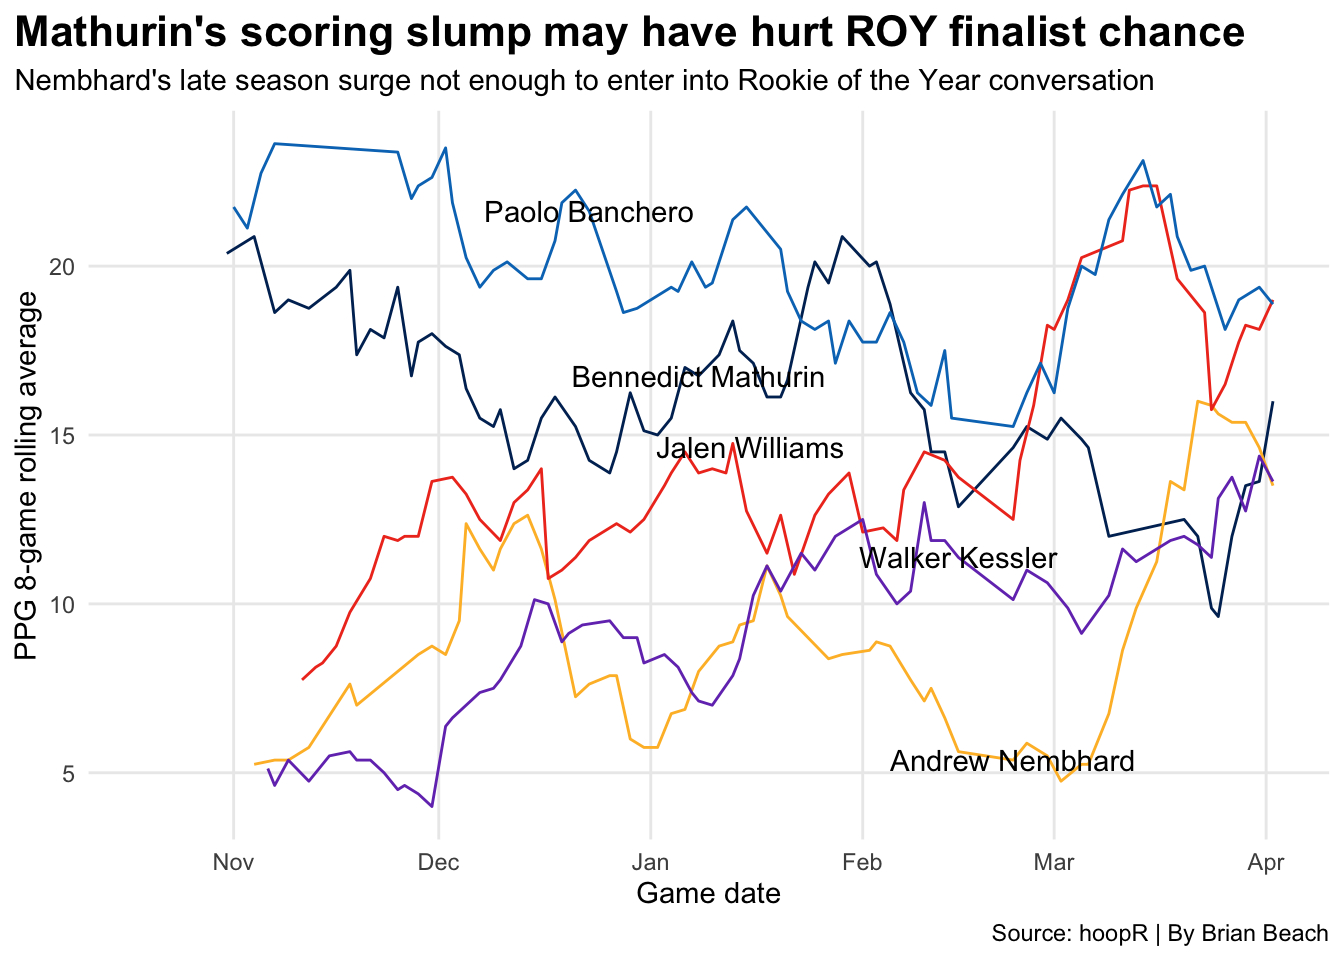 Mathurin's scoring slump may have hurt ROY finalist chance
Nembhard's late season surge not enough to enter into Rookie of the Year conversation
PPG 8-game rolling average
20
15
10
5
Paolo Banchero
Bennedict Mathurin
Jalen Williams
Walker Kessler
Andrew Nembhard
Nov
Dec
Jan
Feb
Mar
Apr
Game date
Source: hoopR | By Brian Beach